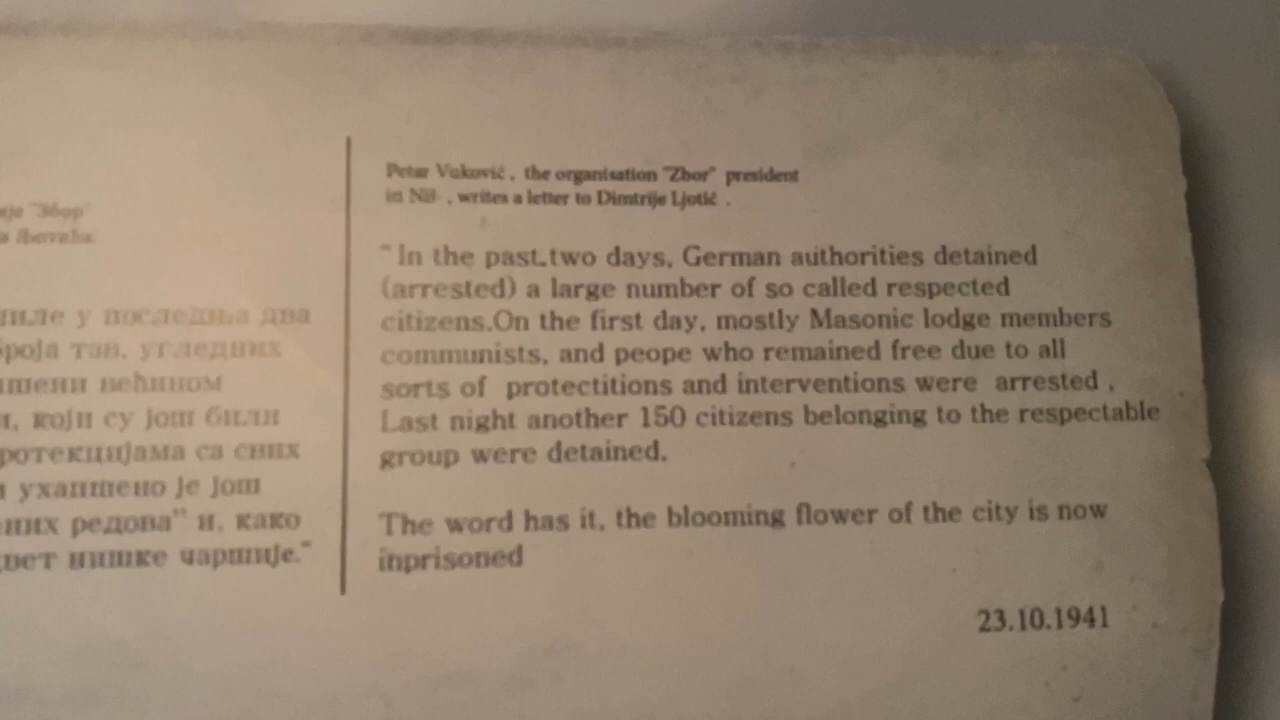 "Збор"
Petar Vuković, the organisation "Zbor" president
in Niš , writes a letter to Dimtrije Ljotić .
" In the past two days, German authorities detained
(arrested) a large number of so called respected
citizens.On the first day, mostly Masonic lodge members
communists, and peope who remained free due to all
sorts of protectitions and interventions were arrested .
Last night another 150 citizens belonging to the respectable
group were detained.
The word has it, the blooming flower of the city is now
inprisoned
23.10.1941
у последња два
тзв. угледних
већином
који су још били
са свих
ухапшено је још
редова" и, како
нишке чаршије."